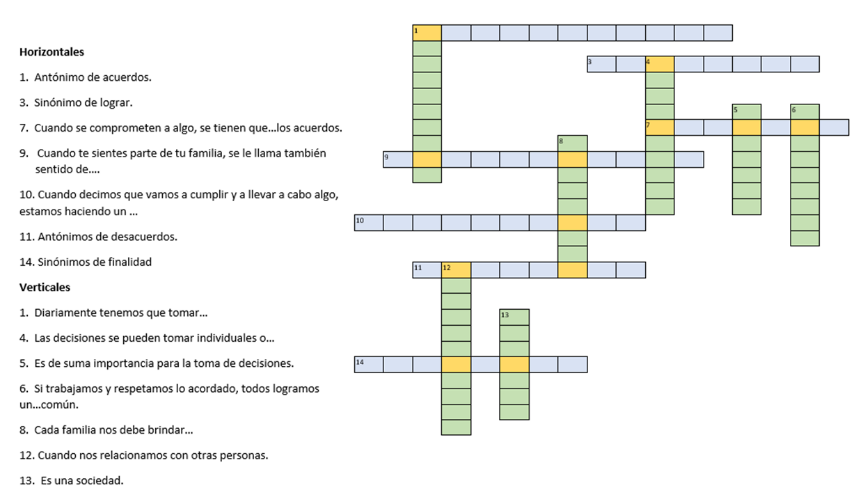 Horizontales
1. Antónimo de acuerdos.
3. Sinónimo de lograr.
7. Cuando se comprometen a algo, se tienen que...los acuerdos.
9. Cuando te sientes parte de tu familia, se le llama también
sentido de....
10. Cuando decimos que vamos a cumplir y a llevar a cabo algo,
estamos haciendo un ...
11. Antónimos de desacuerdos.
14. Sinónimos de finalidad
Verticales
1. Diariamente tenemos que tomar...
4. Las decisiones se pueden tomar individuales o...
5. Es de suma importancia para la toma de decisiones.
6. Si trabajamos y respetamos lo acordado, todos logramos
un...común.
8. Cada familia nos debe brindar...
12. Cuando nos relacionamos con otras personas.
13. Es una sociedad.
1
3 4
5 6
7
8
9
10
11 12
13
14